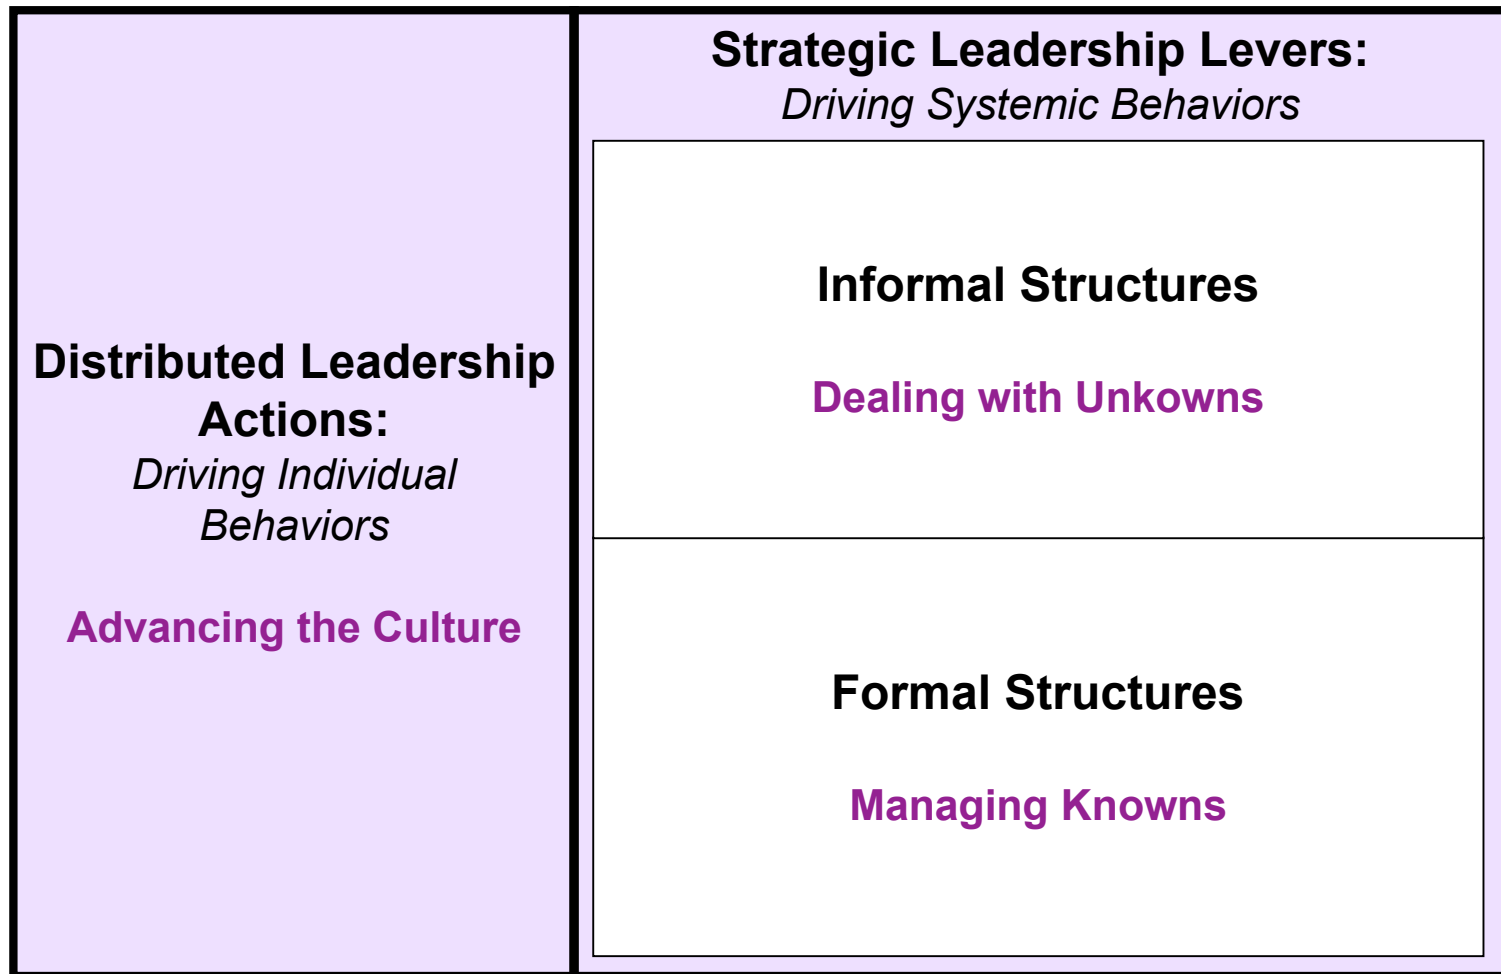 Distributed Leadership
Actions:
Driving Individual
Behaviors
Advancing the Culture
Strategic Leadership Levers:
Driving Systemic Behaviors
Informal Structures
Dealing with Unkowns
Formal Structures
Managing Knowns